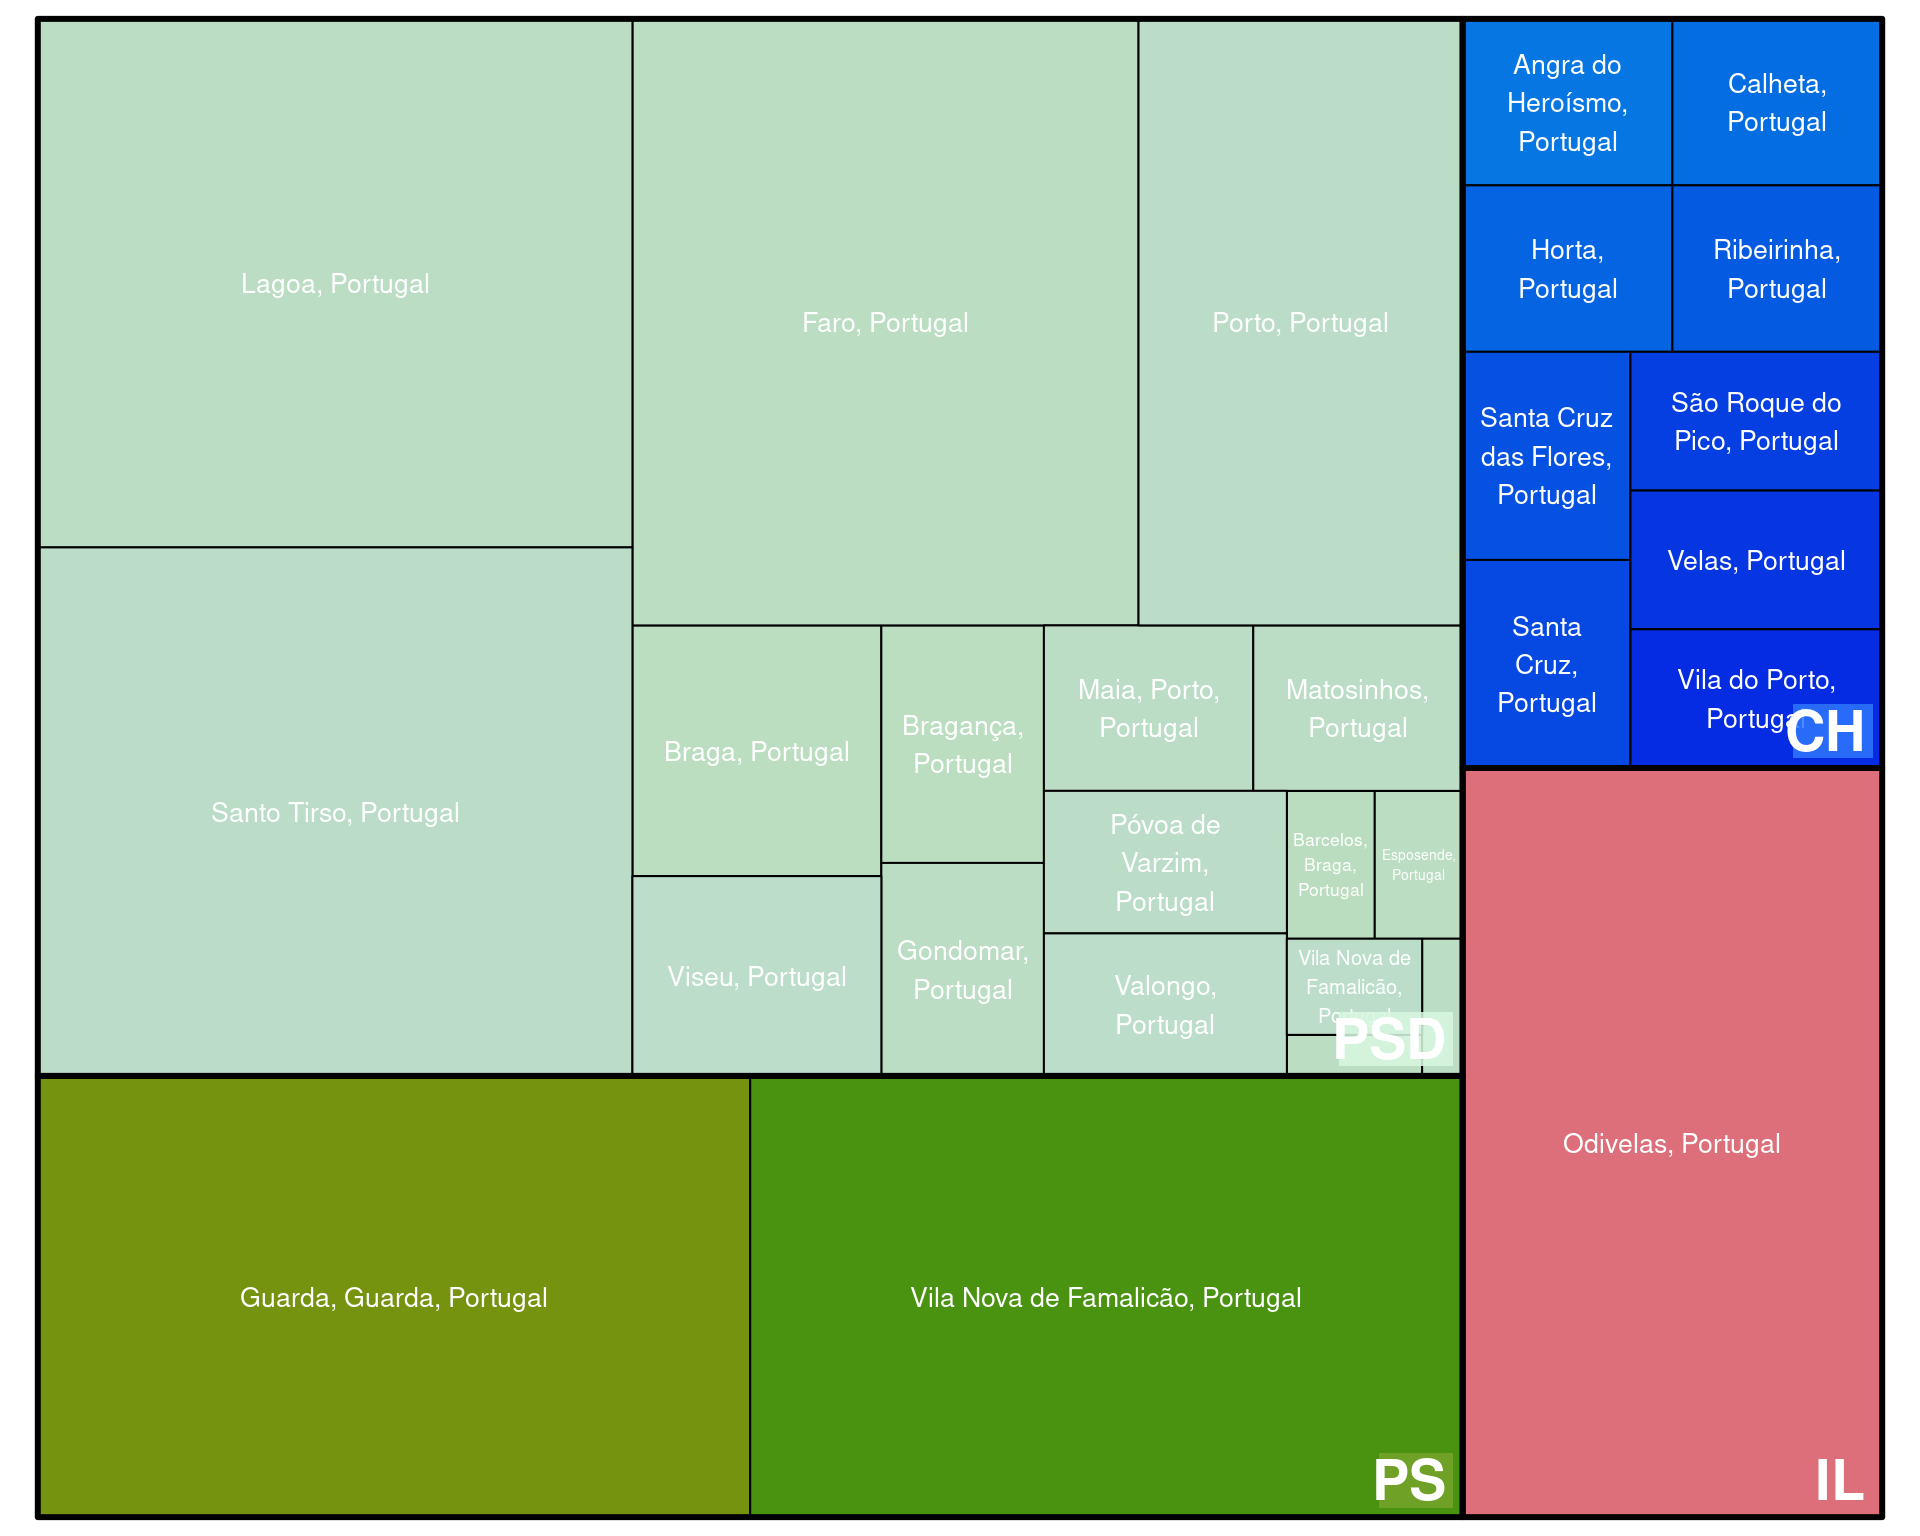 Lagoa, Portugal
Faro, Portugal
Porto, Portugal
Santo Tirso, Portugal
Braga, Portugal
Bragança,
Portugal
Maia, Porto,
Portugal
Matosinhos,
Portugal
Viseu, Portugal
Gondomar,
Portugal
Póvoa de
Varzim,
Portugal
Valongo,
Portugal
Barcelos,
Braga,
Portugal
Esposende,
Portugal
Vila Nova de
Famalicão,
Portugal
PSD
Guarda, Guarda, Portugal
Vila Nova de Famalicão, Portugal
PS
Angra do
Heroísmo,
Portugal
Calheta,
Portugal
Horta,
Portugal
Ribeirinha,
Portugal
Santa Cruz
das Flores,
Portugal
São Roque do
Pico, Portugal
Velas, Portugal
Santa
Cruz,
Portugal
Vila do Porto,
Portugal
CH
Odivelas, Portugal
IL